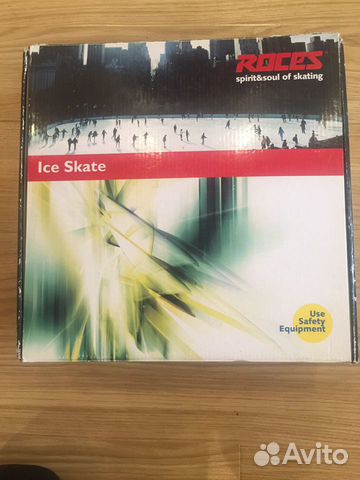 ROCES
spirit&soul of skating
Ice Skate
Use
Safety
Equipment
Avito